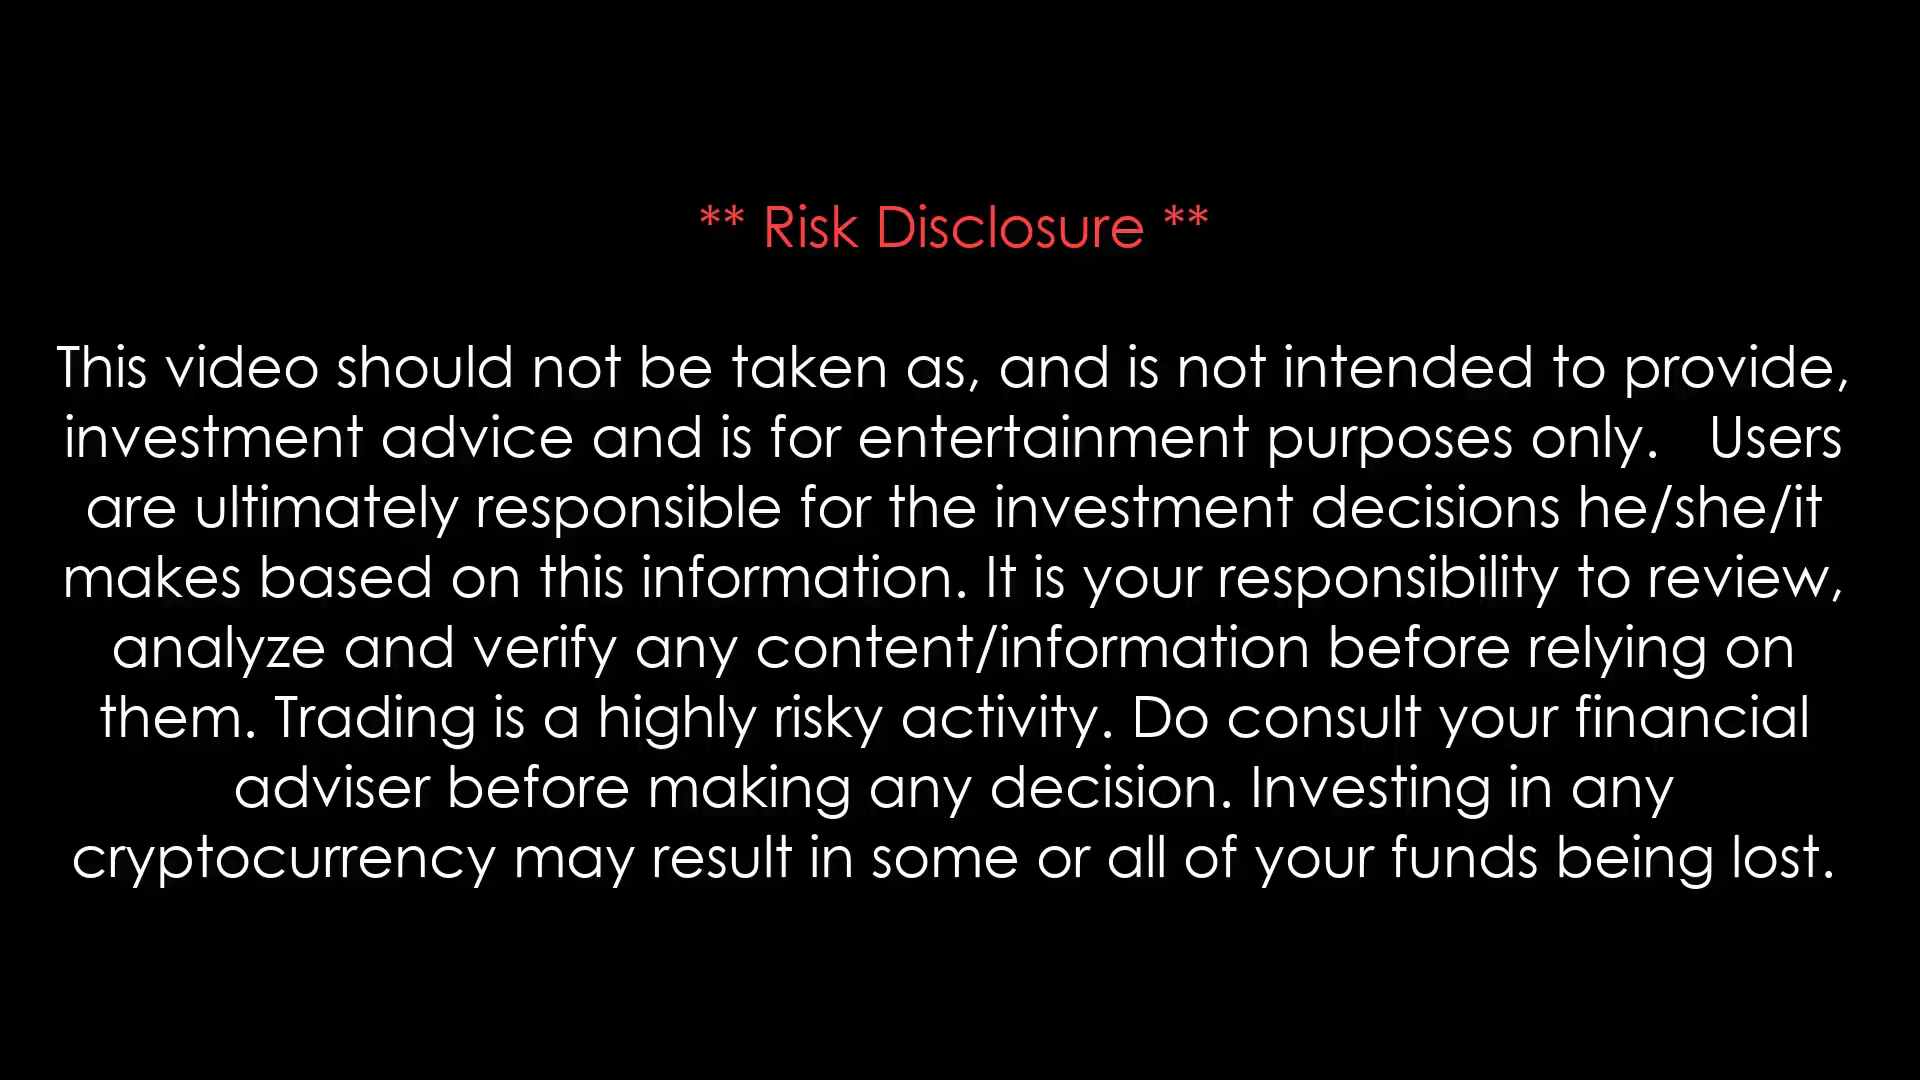 ** Risk Disclosure **
This video should not be taken as, and is not intended to provide,
investment advice and is for entertainment purposes only.   Users
are ultimately responsible for the investment decisions he/she/it
makes based on this information. It is your responsibility to review,
analyze and verify any content/information before relying on
them. Trading is a highly risky activity. Do consult your financial
adviser before making any decision. Investing in any
cryptocurrency may result in some or all of your funds being lost.